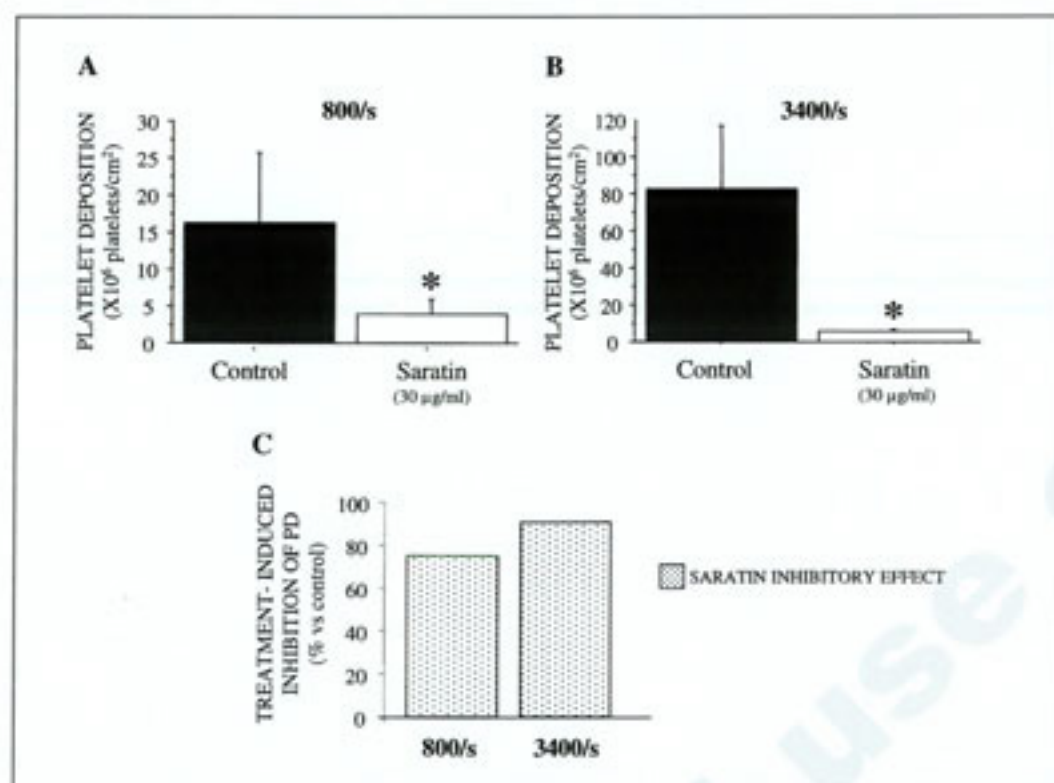 A
800/s
PLATELET DEPOSITION
(X10⁶ platelets/cm²)
30
25
20
15
10
5
0
*
Control
Saratin
(30 µg/ml)
B
3400/s
PLATELET DEPOSITION
(X10⁶ platelets/cm²)
120
100
80
60
40
20
0
*
Control
Saratin
(30 µg/ml)
C
TREATMENT- INDUCED
INHIBITION OF PD
(% vs control)
100
80
60
40
20
0
800/s
3400/s
SARATIN INHIBITORY EFFECT
use